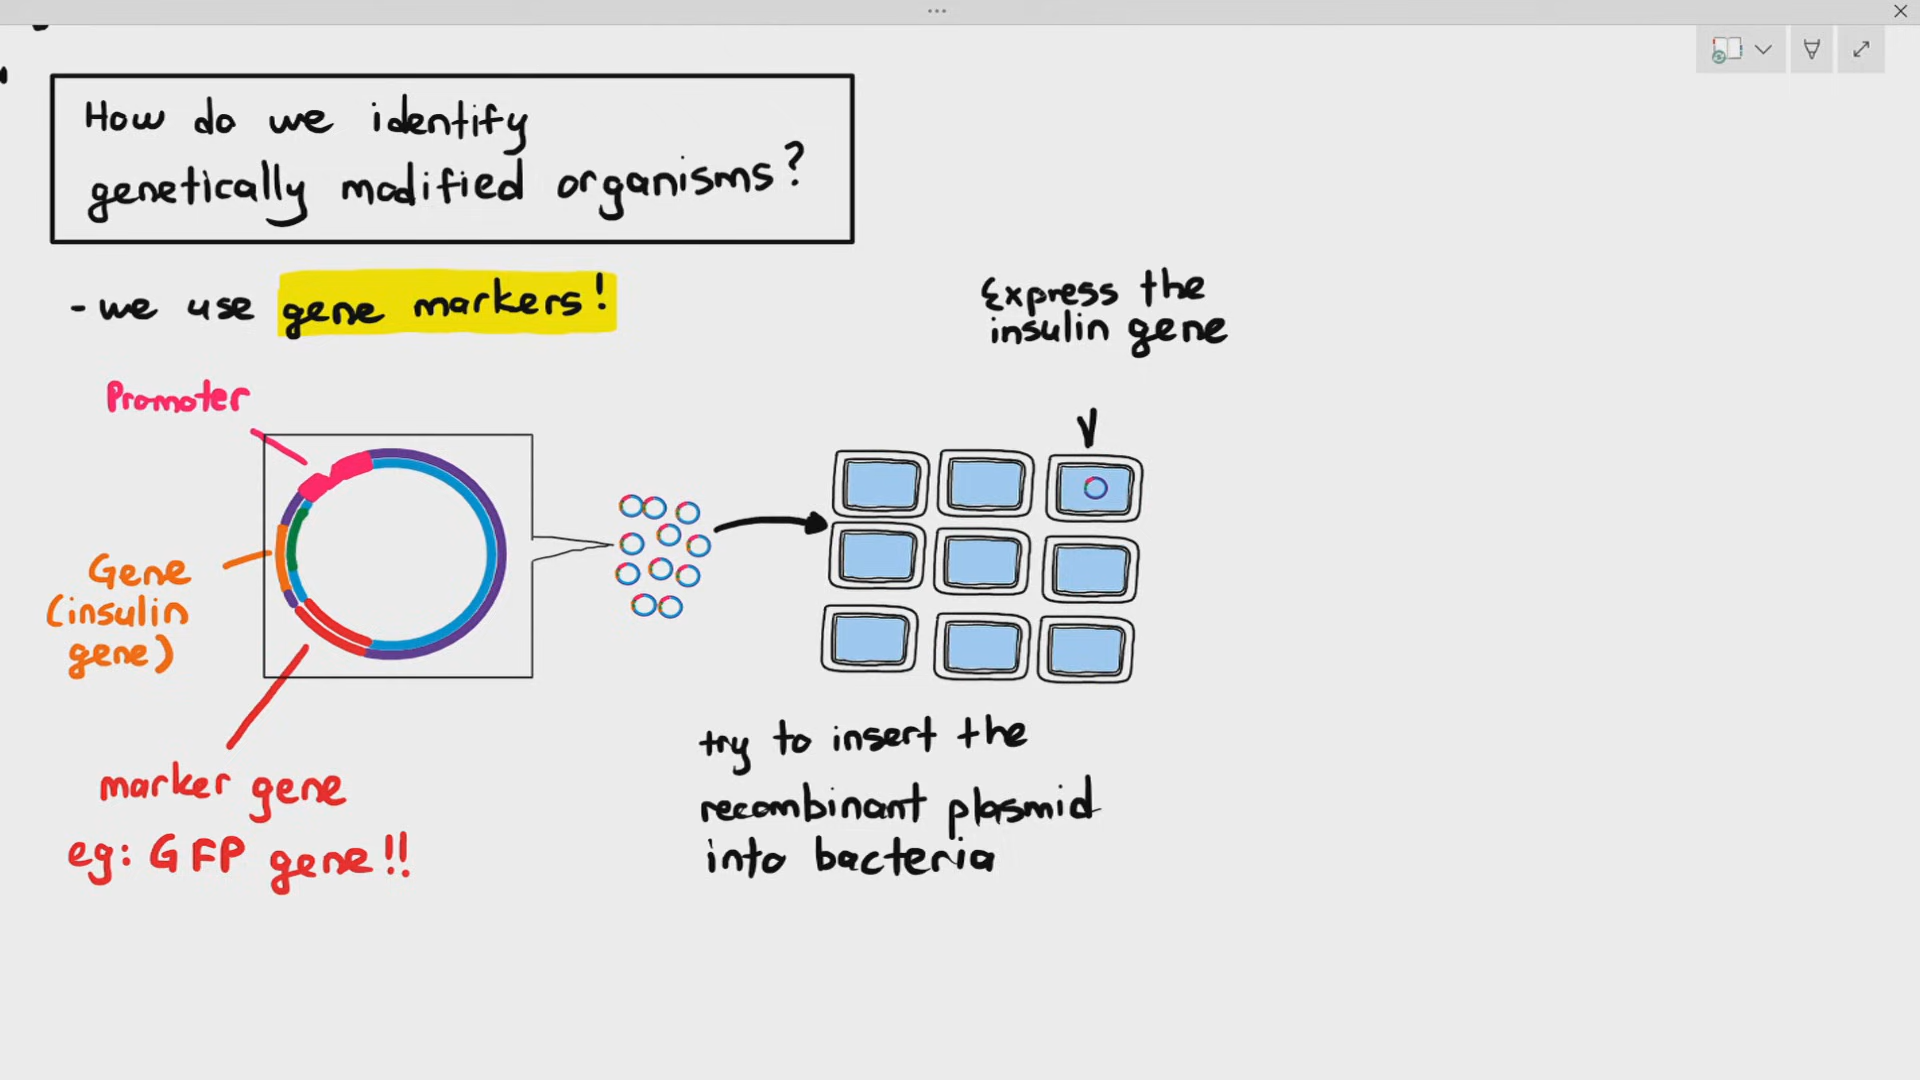 How do we identify
genetically modified organisms?
- we use gene markers!
Express the
insulin gene
Promoter
Gene
(insulin
gene)
marker gene
eg: GFP gene!!
try to insert the
recombinant plasmid
into bacteria